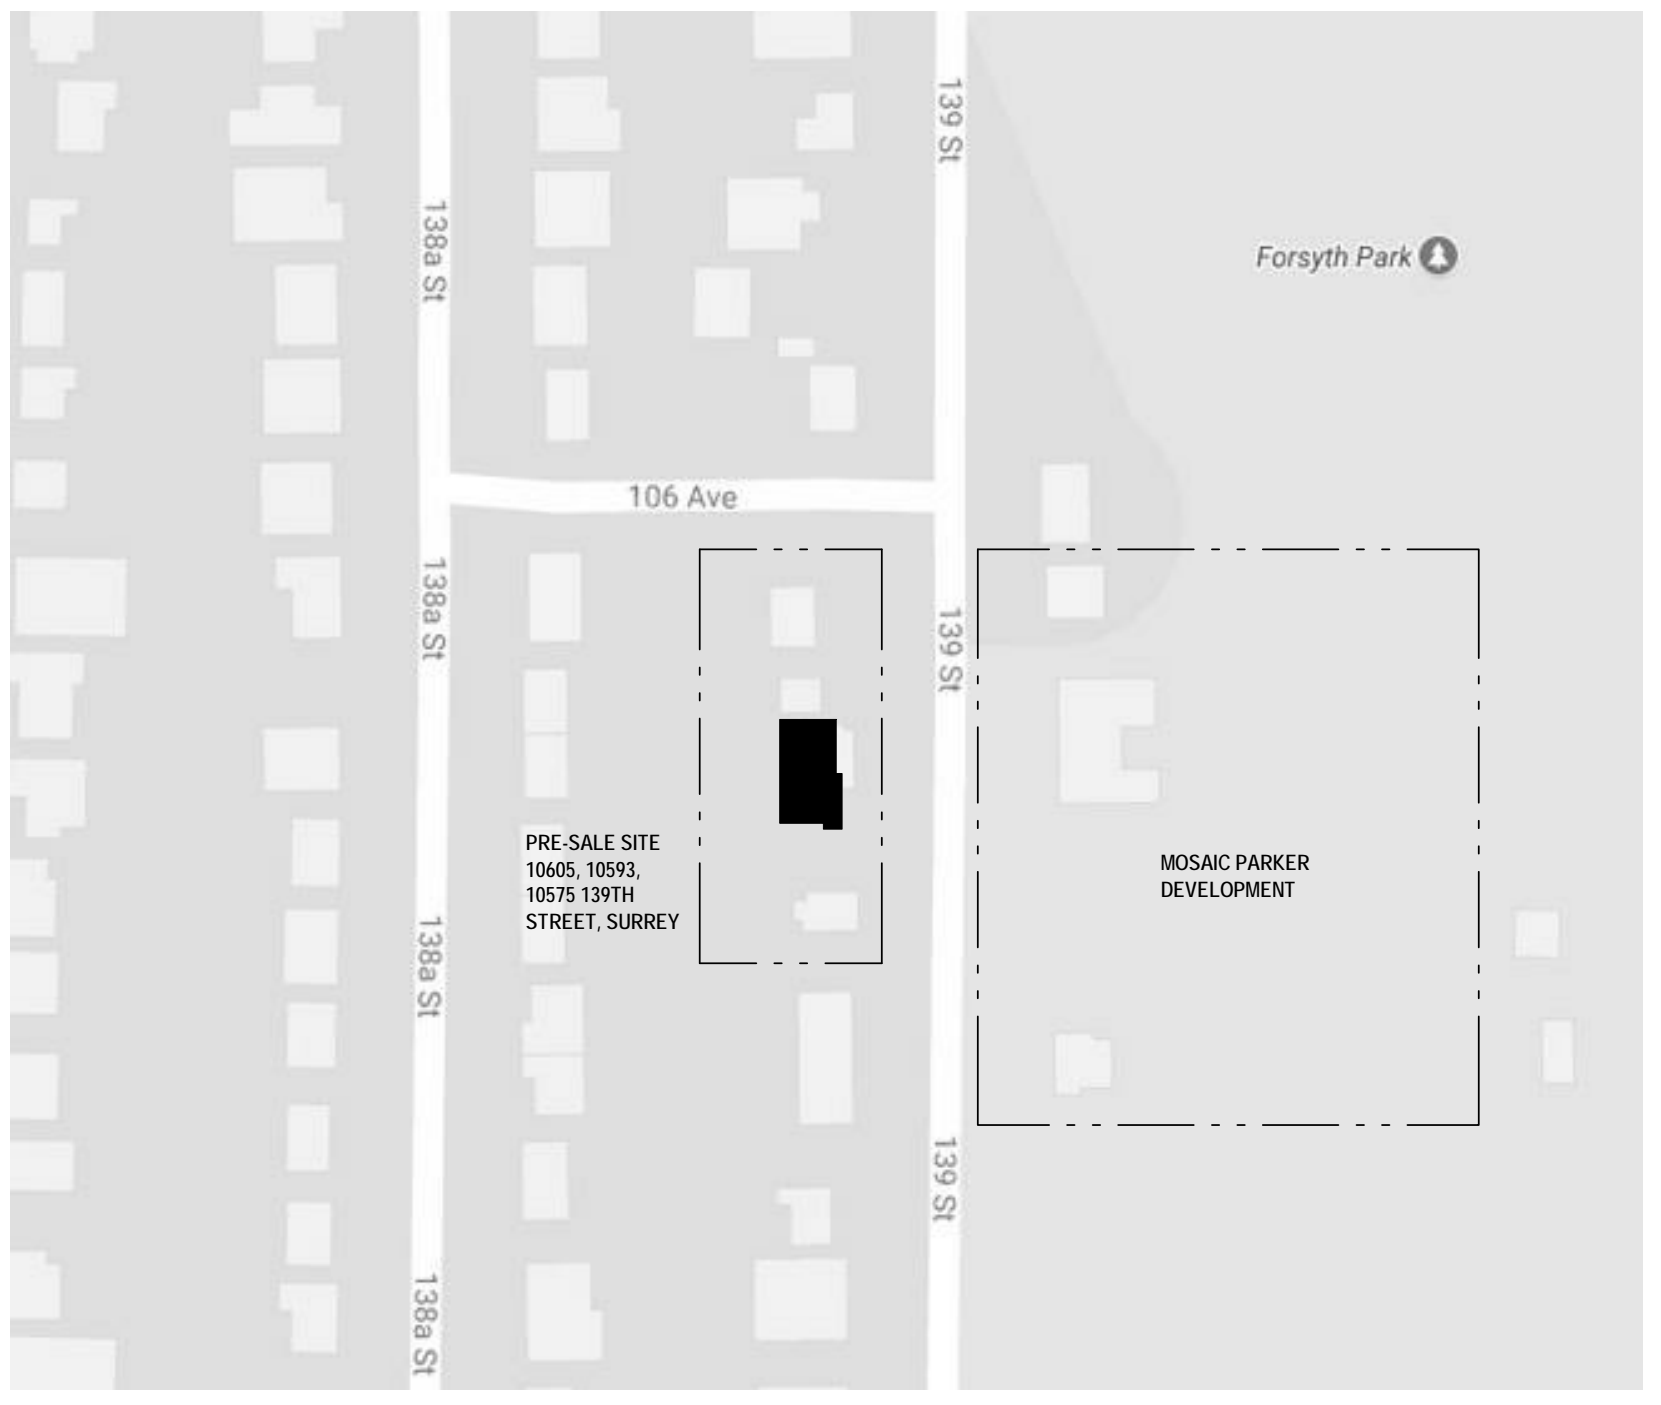 139 St
138a St
Forsyth Park
106 Ave
138a St
139 St
PRE-SALE SITE
10605, 10593,
10575 139TH
STREET, SURREY
MOSAIC PARKER
DEVELOPMENT
138a St
139 St
138a St